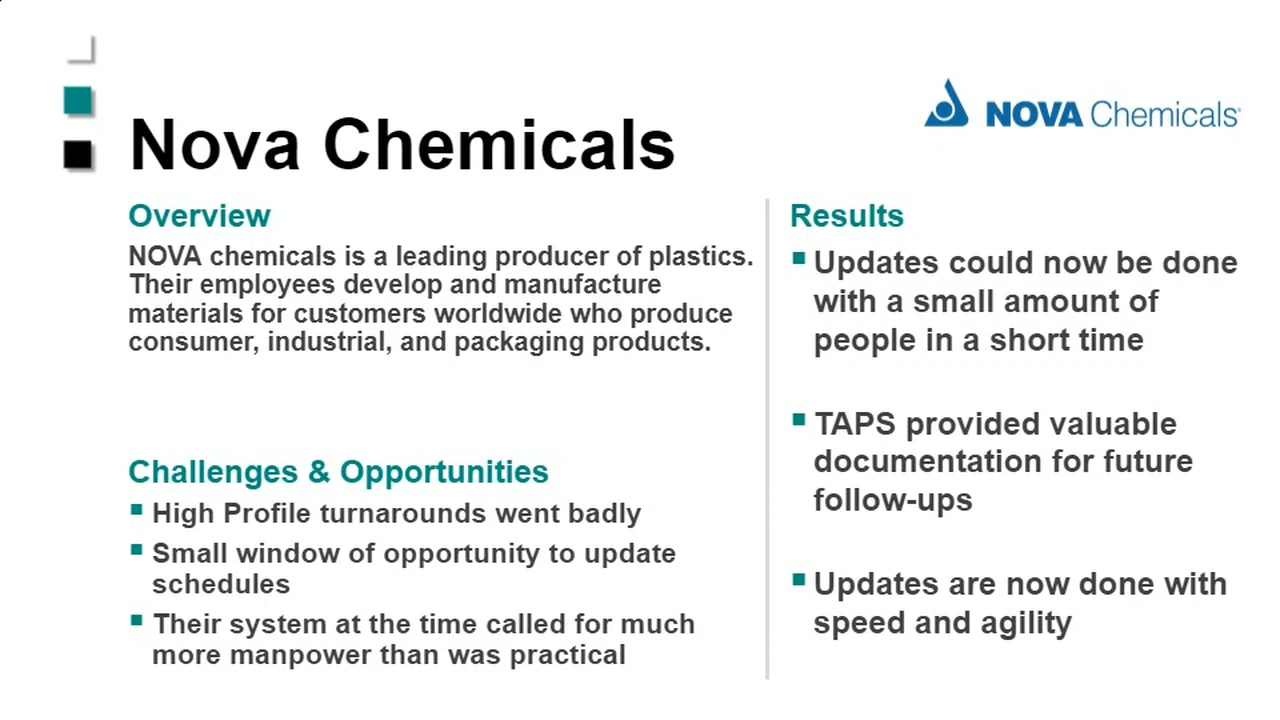 NOVA Chemicals
Nova Chemicals
Overview
NOVA chemicals is a leading producer of plastics.
Their employees develop and manufacture
materials for customers worldwide who produce
consumer, industrial, and packaging products.
Challenges & Opportunities
▪ High Profile turnarounds went badly
▪ Small window of opportunity to update
schedules
▪ Their system at the time called for much
more manpower than was practical
Results
▪ Updates could now be done
with a small amount of
people in a short time
▪ TAPS provided valuable
documentation for future
follow-ups
▪ Updates are now done with
speed and agility